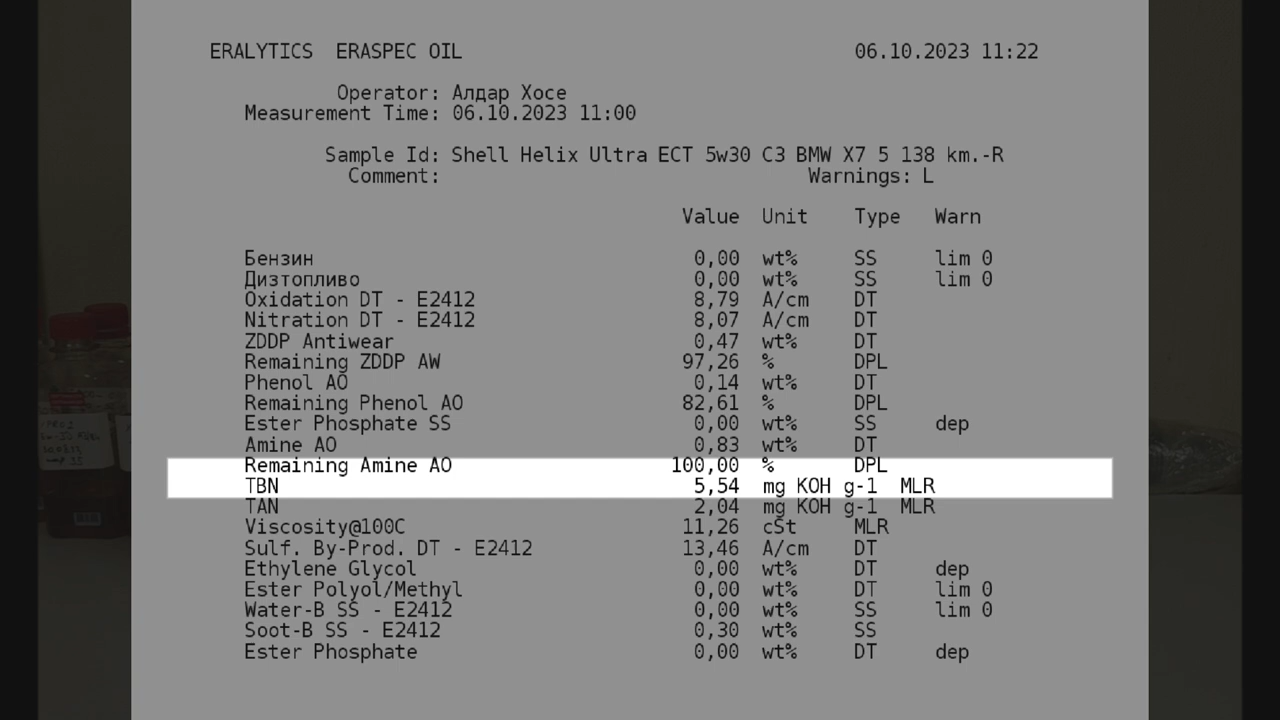 ERALYTICS ERASPEC OIL 06.10.2023 11:22
Operator: Алдар Хосе
Measurement Time: 06.10.2023 11:00
Sample Id: Shell Helix Ultra ECT 5w30 C3 BMW X7 5 138 km.-R
Comment: Warnings: L
Value Unit Type Warn
Бензин 0,00 wt% SS lim 0
Дизтопливо 0,00 wt% SS lim 0
Oxidation DT - E2412 8,79 A/cm DT
Nitration DT - E2412 8,07 A/cm DT
ZDDP Antiwear 0,47 wt% DT
Remaining ZDDP AW 97,26 % DPL
Phenol AO 0,14 wt% DT
Remaining Phenol AO 82,61 % DPL
Ester Phosphate SS 0,00 wt% SS dep
Amine AO 0,83 wt% DT
Remaining Amine AO 100,00 % DPL
TBN 5,54 mg KOH g-1 MLR
TAN 2,04 mg KOH g-1 MLR
Viscosity@100C 11,26 cSt MLR
Sulf. By-Prod. DT - E2412 13,46 A/cm DT
Ethylene Glycol 0,00 wt% DT dep
Ester Polyol/Methyl 0,00 wt% DT lim 0
Water-B SS - E2412 0,00 wt% SS lim 0
Soot-B SS - E2412 0,30 wt% SS
Ester Phosphate 0,00 wt% DT dep